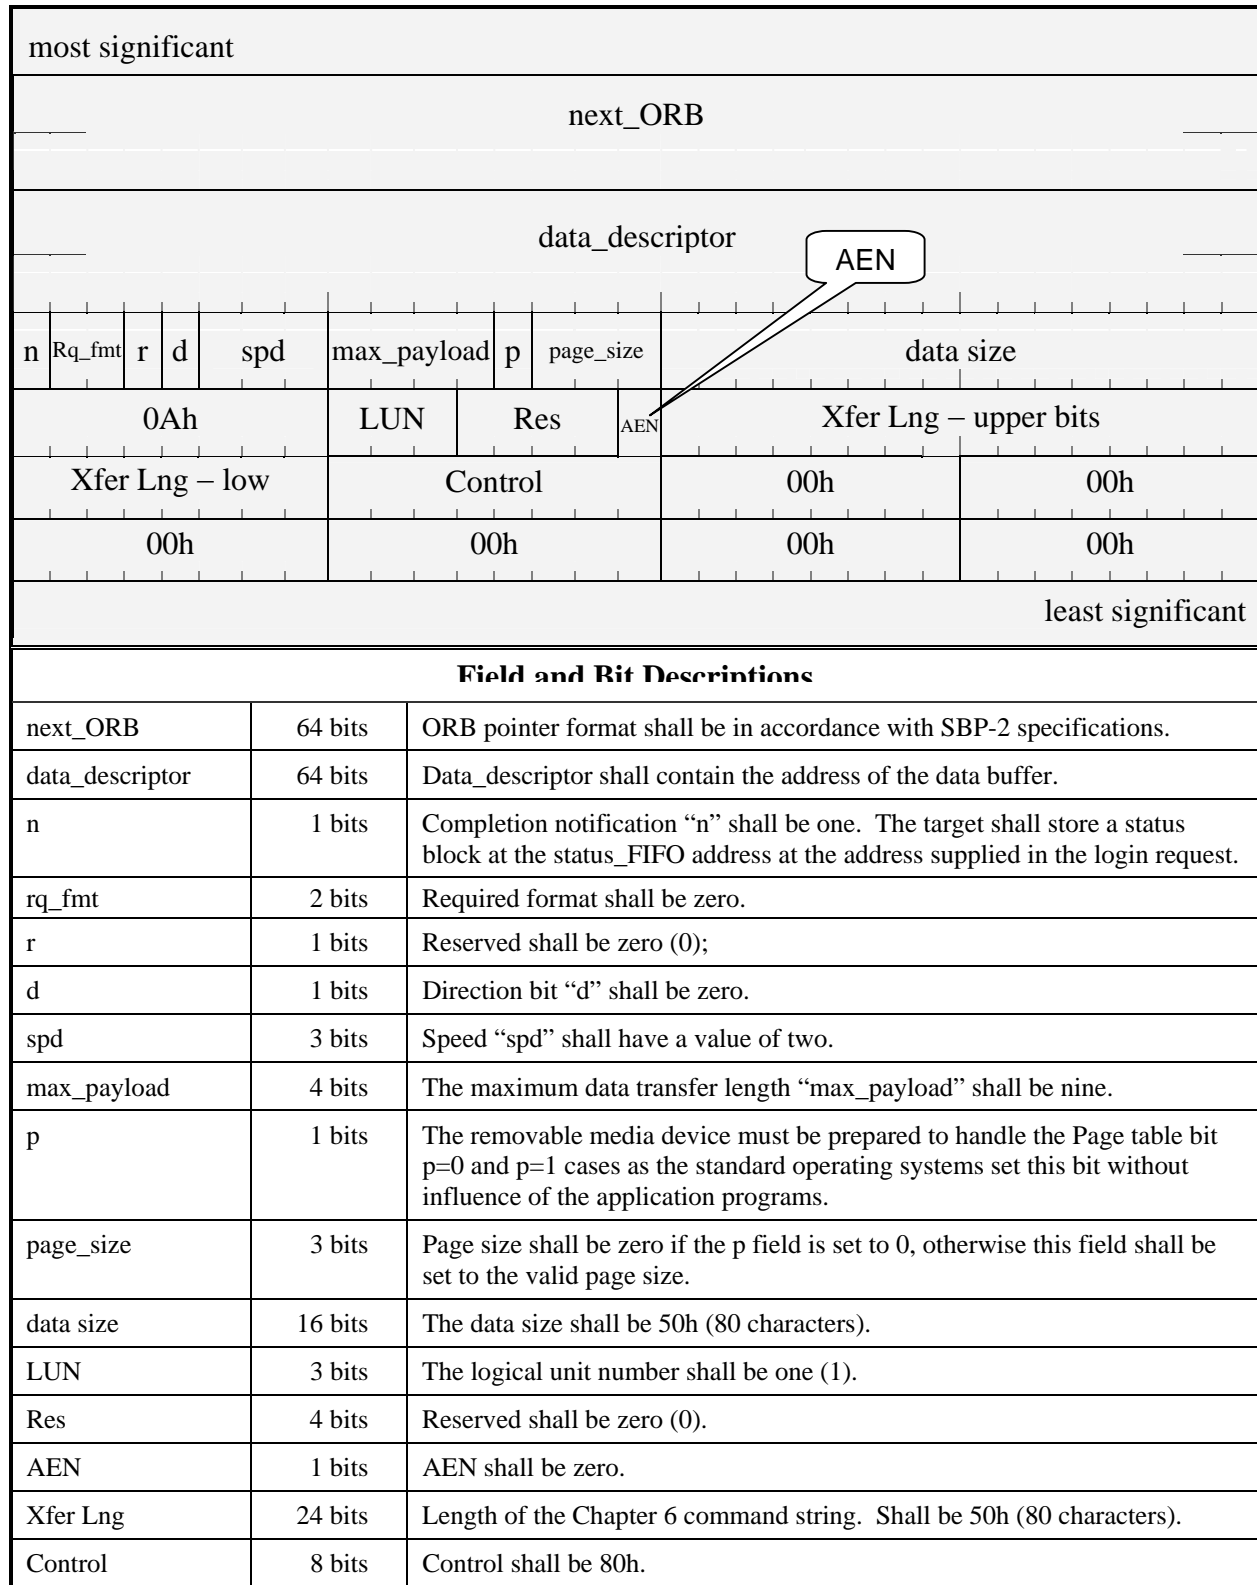 most significant
next_ORB
data_descriptor
AEN
n Rq_fmt r d spd max_payload p page_size data size
0Ah LUN Res AEN Xfer Lng – upper bits
Xfer Lng – low Control 00h 00h
00h 00h 00h 00h
least significant
Field and Bit Descriptions
next_ORB 64 bits ORB pointer format shall be in accordance with SBP-2 specifications.
data_descriptor 64 bits Data_descriptor shall contain the address of the data buffer.
n 1 bits Completion notification “n” shall be one.  The target shall store a status
block at the status_FIFO address at the address supplied in the login request.
rq_fmt 2 bits Required format shall be zero.
r 1 bits Reserved shall be zero (0);
d 1 bits Direction bit “d” shall be zero.
spd 3 bits Speed “spd” shall have a value of two.
max_payload 4 bits The maximum data transfer length “max_payload” shall be nine.
p 1 bits The removable media device must be prepared to handle the Page table bit
p=0 and p=1 cases as the standard operating systems set this bit without
influence of the application programs.
page_size 3 bits Page size shall be zero if the p field is set to 0, otherwise this field shall be
set to the valid page size.
data size 16 bits The data size shall be 50h (80 characters).
LUN 3 bits The logical unit number shall be one (1).
Res 4 bits Reserved shall be zero (0).
AEN 1 bits AEN shall be zero.
Xfer Lng 24 bits Length of the Chapter 6 command string.  Shall be 50h (80 characters).
Control 8 bits Control shall be 80h.